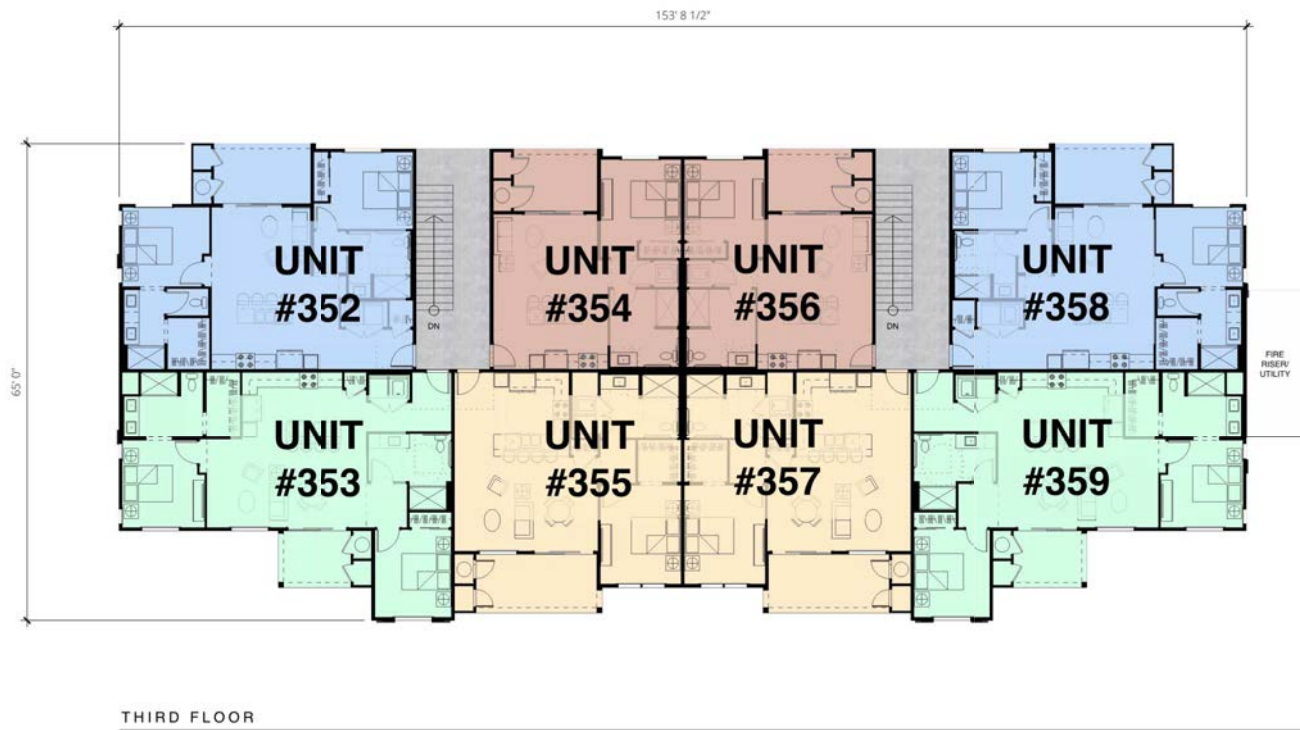 153' 8 1/2"
65' 0"
UNIT
#352
UNIT
#354
UNIT
#356
UNIT
#358
DN
DN
FIRE
RISER/
UTILITY
UNIT
#353
UNIT
#355
UNIT
#357
UNIT
#359
THIRD FLOOR